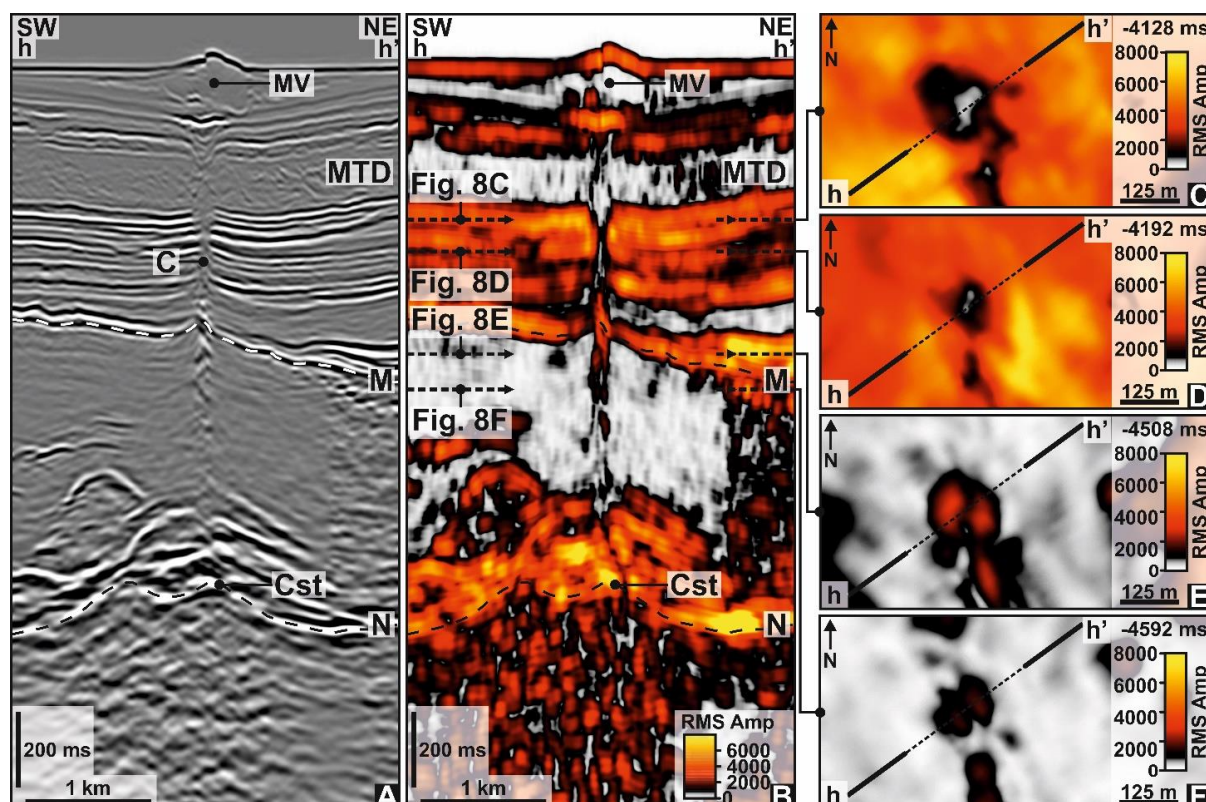 SW
h
NE
h'
MV
MTD
C
M
Cst
N
200 ms
1 km
A
SW
h
NE
h'
MV
MTD
Fig. 8C
Fig. 8D
Fig. 8E
M
Fig. 8F
Cst
N
200 ms
1 km
RMS Amp
6000
4000
2000
0
B
N
h'
h
-4128 ms
8000
6000
4000
2000
0
RMS Amp
125 m
C
N
h'
h
-4192 ms
8000
6000
4000
2000
0
RMS Amp
125 m
D
N
h'
h
-4508 ms
8000
6000
4000
2000
0
RMS Amp
125 m
E
N
h'
h
-4592 ms
8000
6000
4000
2000
0
RMS Amp
125 m